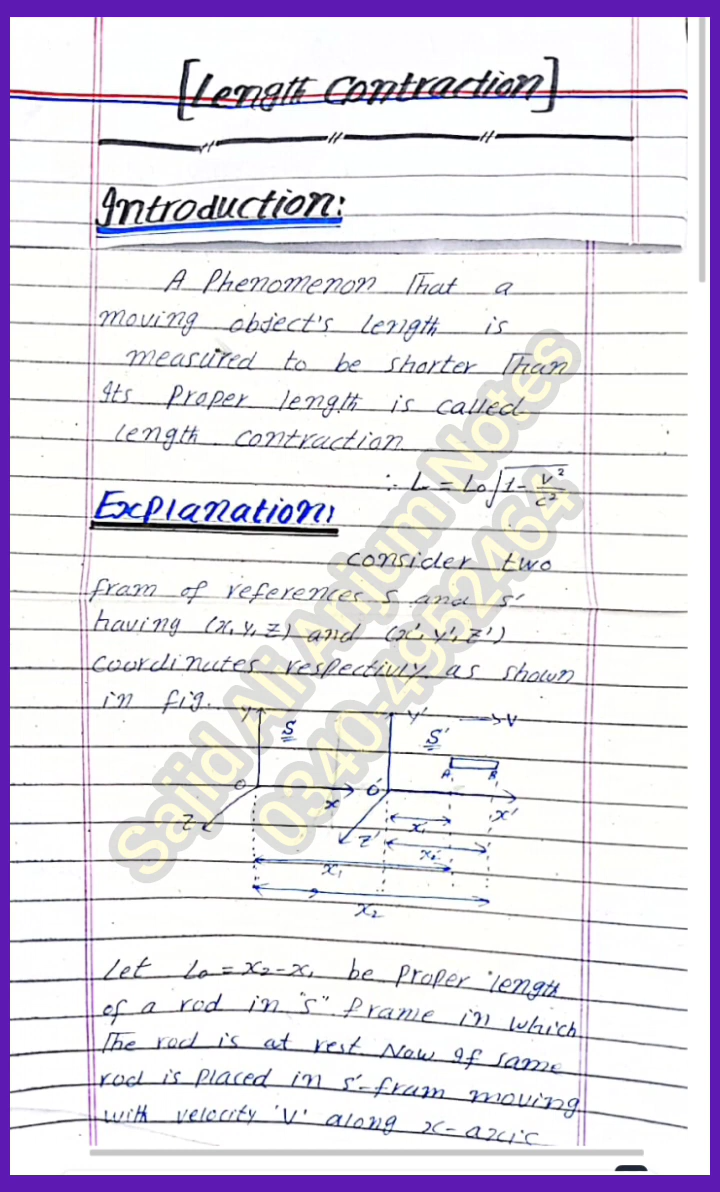 [Length Contraction]
Introduction:
A Phenomenon That a
moving object's length is
measured to be shorter Than
Its Proper length is called
length contraction.
∴ L = L₀√1-v²/c²
Explanation:
consider two
fram of references S and S'
having (x, y, z) and (x', y', z')
coordinates respectivly as shown
in fig.
Y S Y' →V
S'
A B
O x O' x'
Z Z' x₁'
x₂'
x₁
x₂
Let L₀ = x₂-x₁ be Proper length
of a rod in "S" frame in which
The rod is at rest Now If same
rod is placed in S'-fram moving
with velocity 'V' along x-axic
Sajid Ali Anjum Notes
0340-4952464